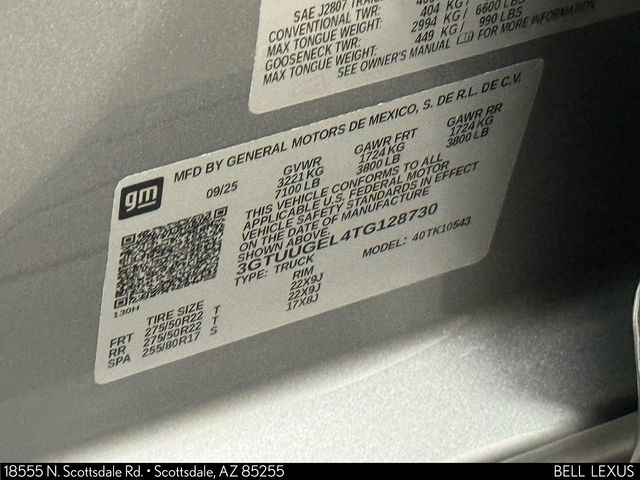 SAE J2807
CONVENTIONAL TWR:
MAX TONGUE WEIGHT: 404 KG /
GOOSENECK TWR: 2994 KG / 6600 LBS
MAX TONGUE WEIGHT: 449 KG / 990 LBS
SEE OWNER'S MANUAL FOR MORE INFORMATION
gm
MFD BY GENERAL MOTORS DE MEXICO, S. DE R.L. DE C.V.
09/25 GVWR GAWR FRT GAWR RR
3221 KG 1724 KG 1724 KG
7100 LB 3800 LB 3800 LB
THIS VEHICLE CONFORMS TO ALL
APPLICABLE U.S. FEDERAL MOTOR
VEHICLE SAFETY STANDARDS IN EFFECT
ON THE DATE OF MANUFACTURE
SHOWN ABOVE.
3GTUUGEL4TG128730
TYPE: TRUCK MODEL: 40TK10543
130H
TIRE SIZE RIM
FRT 275/50R22 T 22X9J
RR 275/50R22 T 22X9J
SPA 255/80R17 S 17X8J
18555 N. Scottsdale Rd. • Scottsdale, AZ 85255
BELL LEXUS